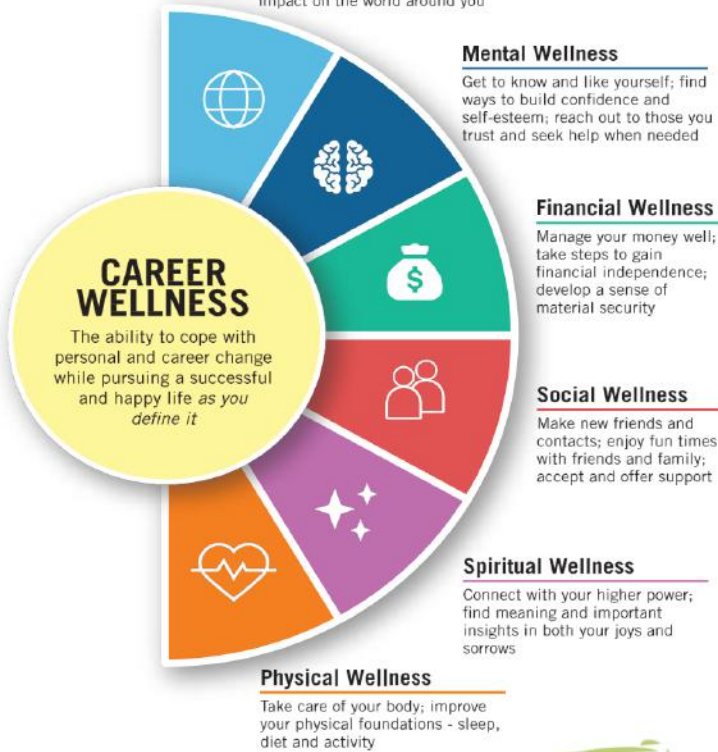 impact on the world around you
Mental Wellness
Get to know and like yourself; find
ways to build confidence and
self-esteem; reach out to those you
trust and seek help when needed
Financial Wellness
Manage your money well;
take steps to gain
financial independence;
develop a sense of
material security
CAREER
WELLNESS
The ability to cope with
personal and career change
while pursuing a successful
and happy life as you
define it
$
Social Wellness
Make new friends and
contacts; enjoy fun times
with friends and family;
accept and offer support
Spiritual Wellness
Connect with your higher power;
find meaning and important
insights in both your joys and
sorrows
Physical Wellness
Take care of your body; improve
your physical foundations - sleep,
diet and activity